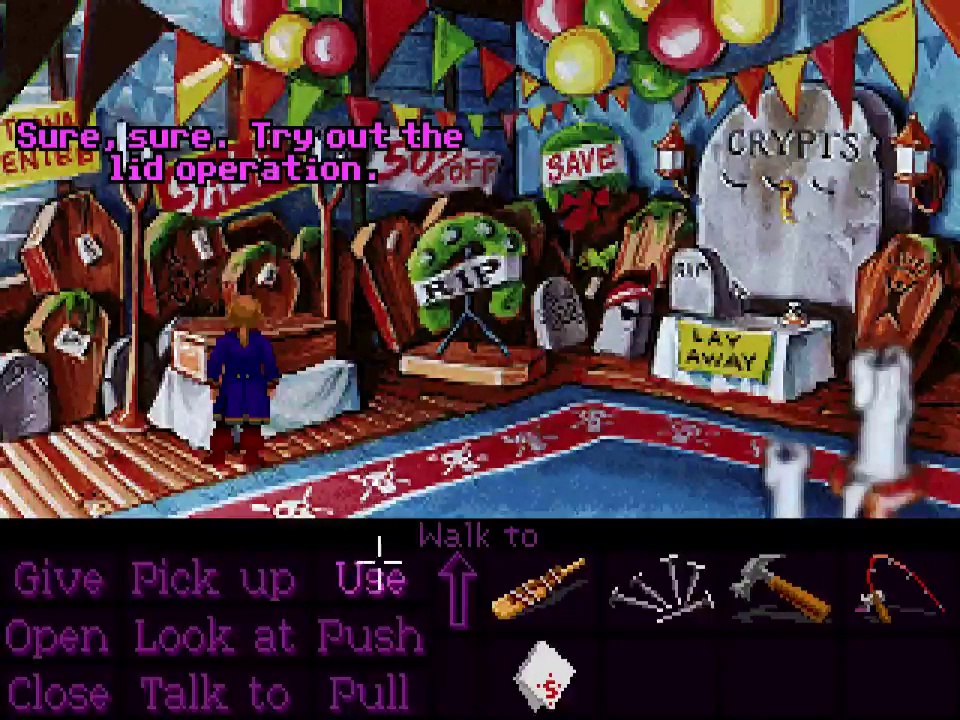 Sure, sure. Try out the
lid operation.
50% OFF
SAVE
CRYPTS
RIP
RIP
LAY
AWAY
Walk to
Give Pick up Use
Open Look at Push
Close Talk to Pull
$